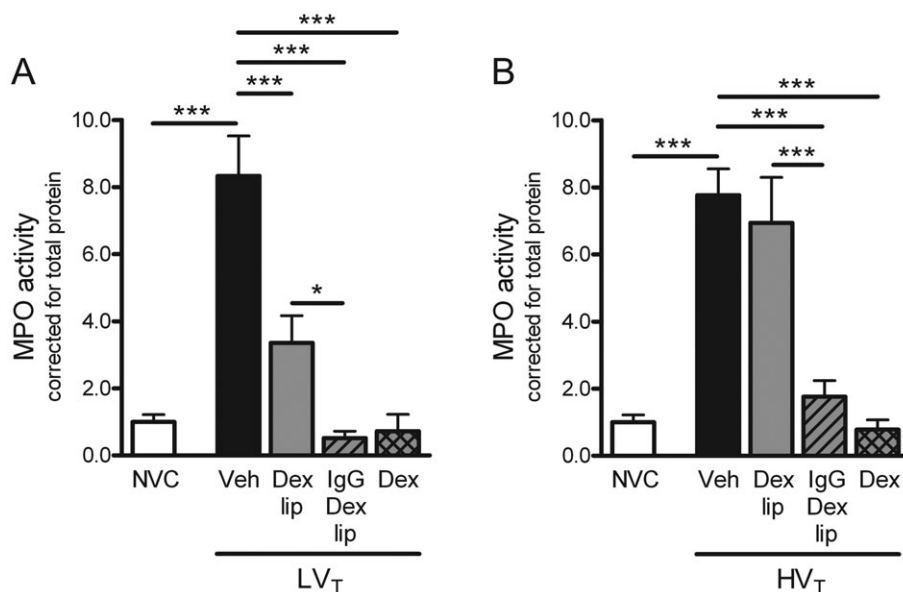 A
***
***
***
***
*
MPO activity
corrected for total protein
10.0
8.0
6.0
4.0
2.0
0.0
NVC
Veh
Dex
lip
IgG
Dex
lip
Dex
LVT
B
***
***
***
***
MPO activity
corrected for total protein
10.0
8.0
6.0
4.0
2.0
0.0
NVC
Veh
Dex
lip
IgG
Dex
lip
Dex
HVT